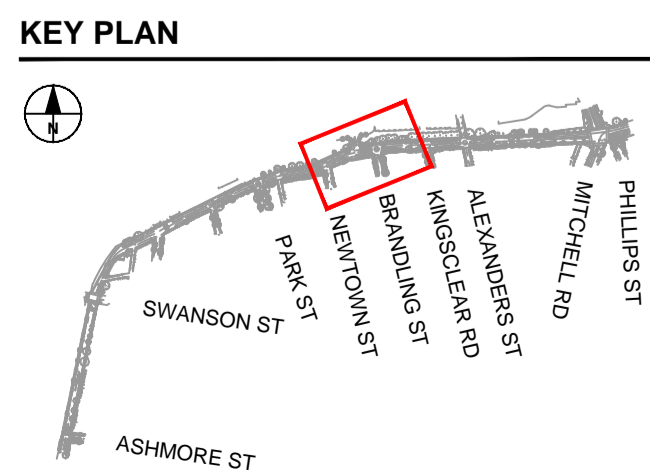 KEY PLAN
N
PARK ST
NEWTOWN ST
BRANDLING ST
KINGSCLEAR RD
ALEXANDERS ST
MITCHELL RD
PHILLIPS ST
SWANSON ST
ASHMORE ST